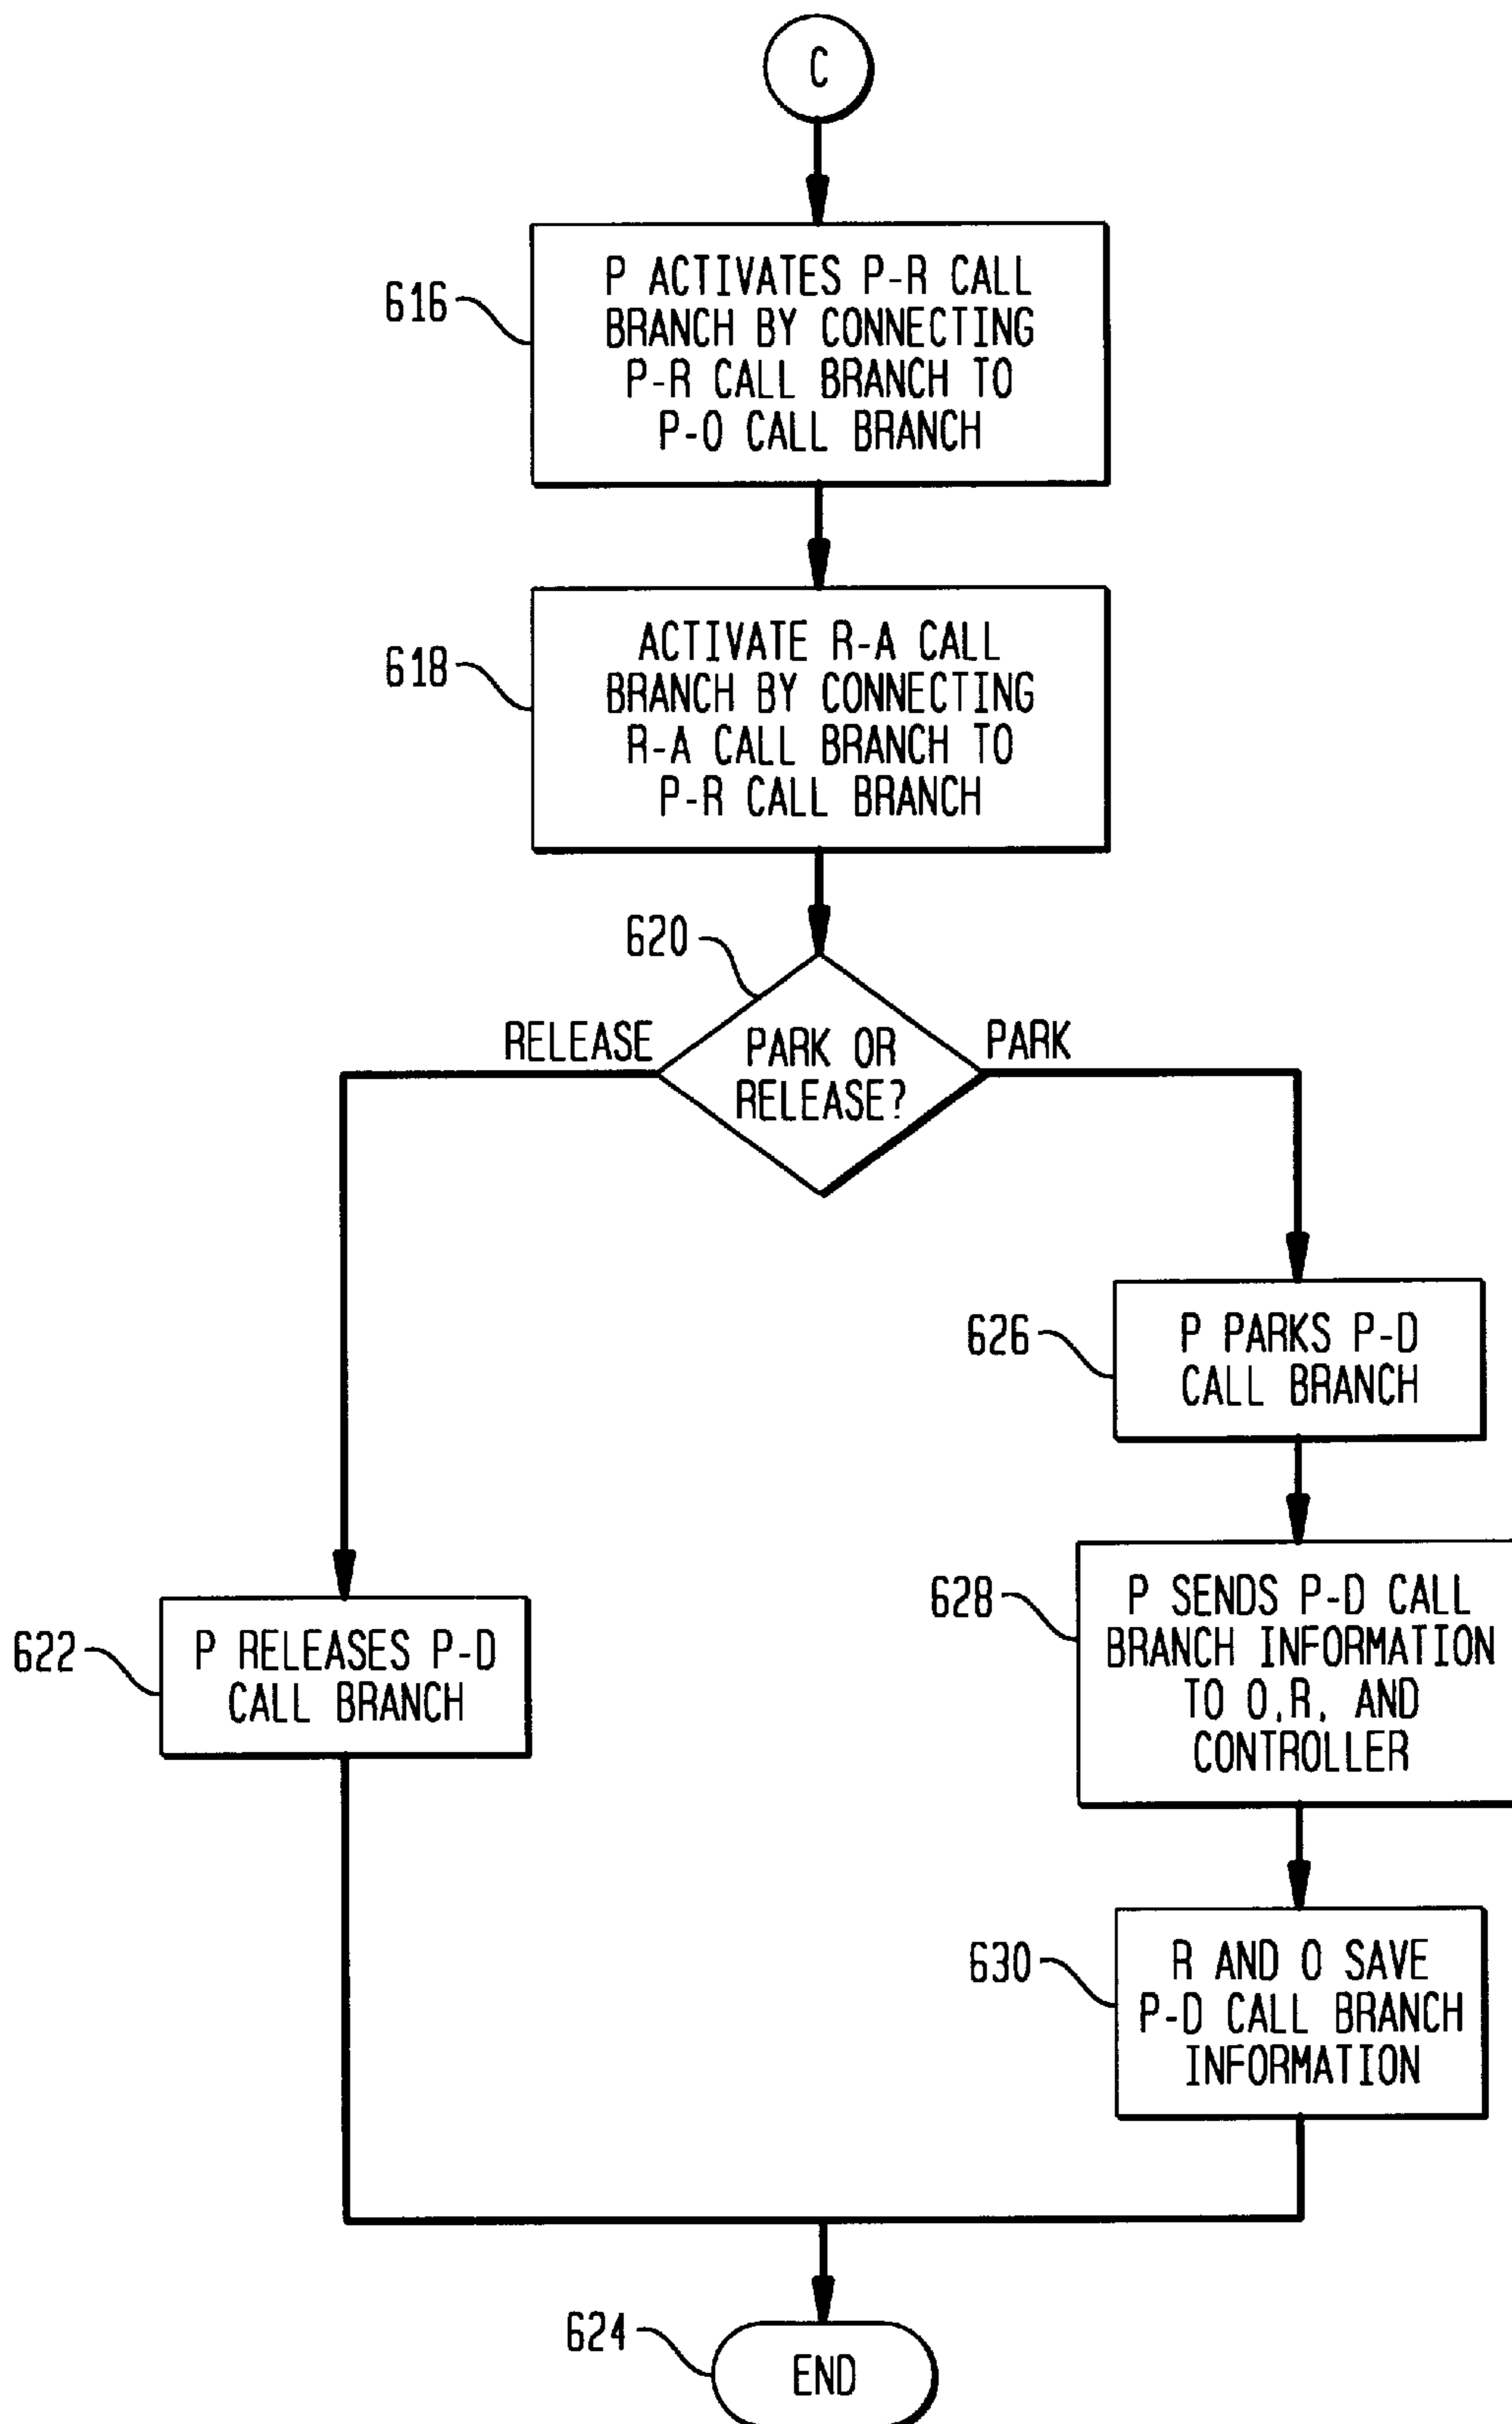 C
616
P ACTIVATES P-R CALL
BRANCH BY CONNECTING
P-R CALL BRANCH TO
P-O CALL BRANCH
618
ACTIVATE R-A CALL
BRANCH BY CONNECTING
R-A CALL BRANCH TO
P-R CALL BRANCH
620
RELEASE
PARK OR
RELEASE?
PARK
626
P PARKS P-D
CALL BRANCH
628
P SENDS P-D CALL
BRANCH INFORMATION
TO O,R, AND
CONTROLLER
622
P RELEASES P-D
CALL BRANCH
630
R AND O SAVE
P-D CALL BRANCH
INFORMATION
624
END